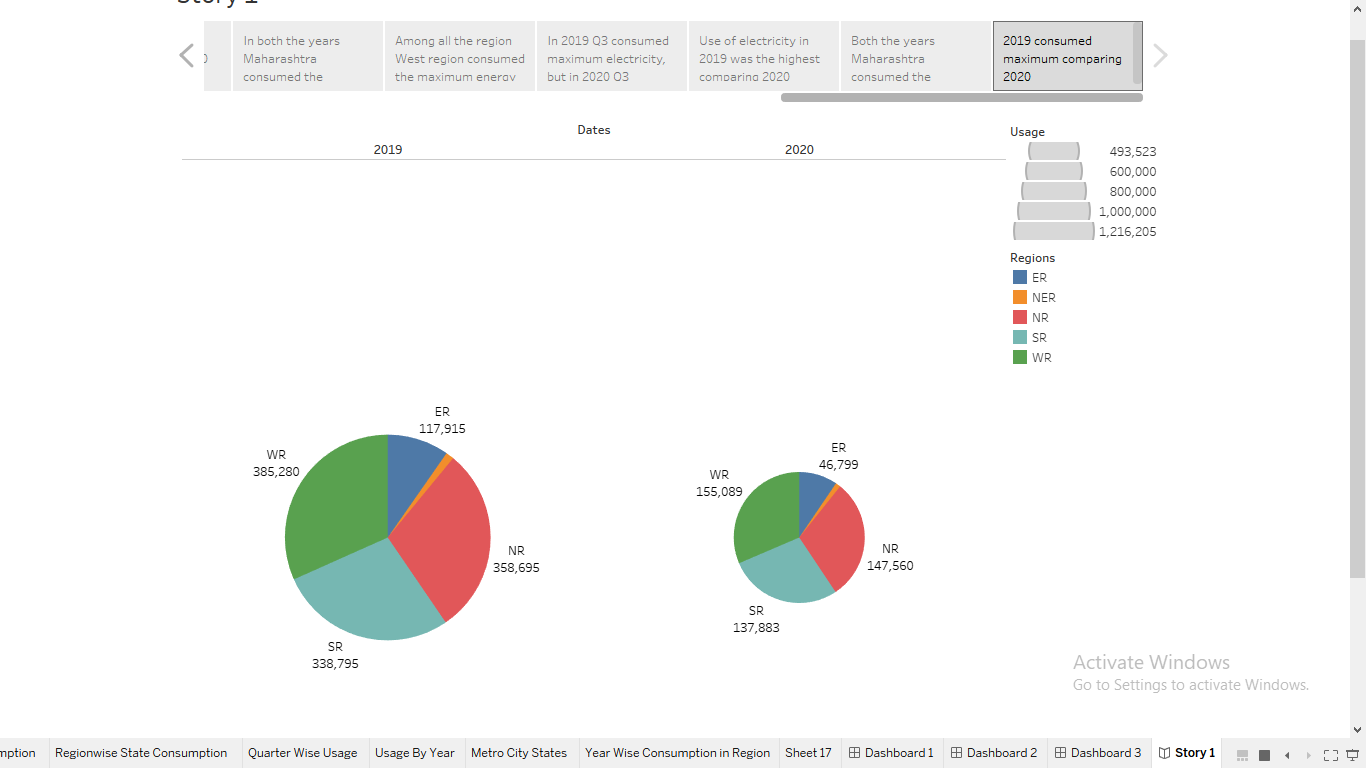 Story 1
In both the years
Maharashtra
consumed the
Among all the region
West region consumed
the maximum energy
In 2019 Q3 consumed
maximum electricity,
but in 2020 Q3
Use of electricity in
2019 was the highest
comparing 2020
Both the years
Maharashtra
consumed the
2019 consumed
maximum comparing
2020
Dates
2019
2020
Usage
493,523
600,000
800,000
1,000,000
1,216,205
Regions
ER
NER
NR
SR
WR
ER
117,915
WR
385,280
NR
358,695
SR
338,795
ER
46,799
WR
155,089
NR
147,560
SR
137,883
Activate Windows
Go to Settings to activate Windows.
mption
Regionwise State Consumption
Quarter Wise Usage
Usage By Year
Metro City States
Year Wise Consumption in Region
Sheet 17
Dashboard 1
Dashboard 2
Dashboard 3
Story 1